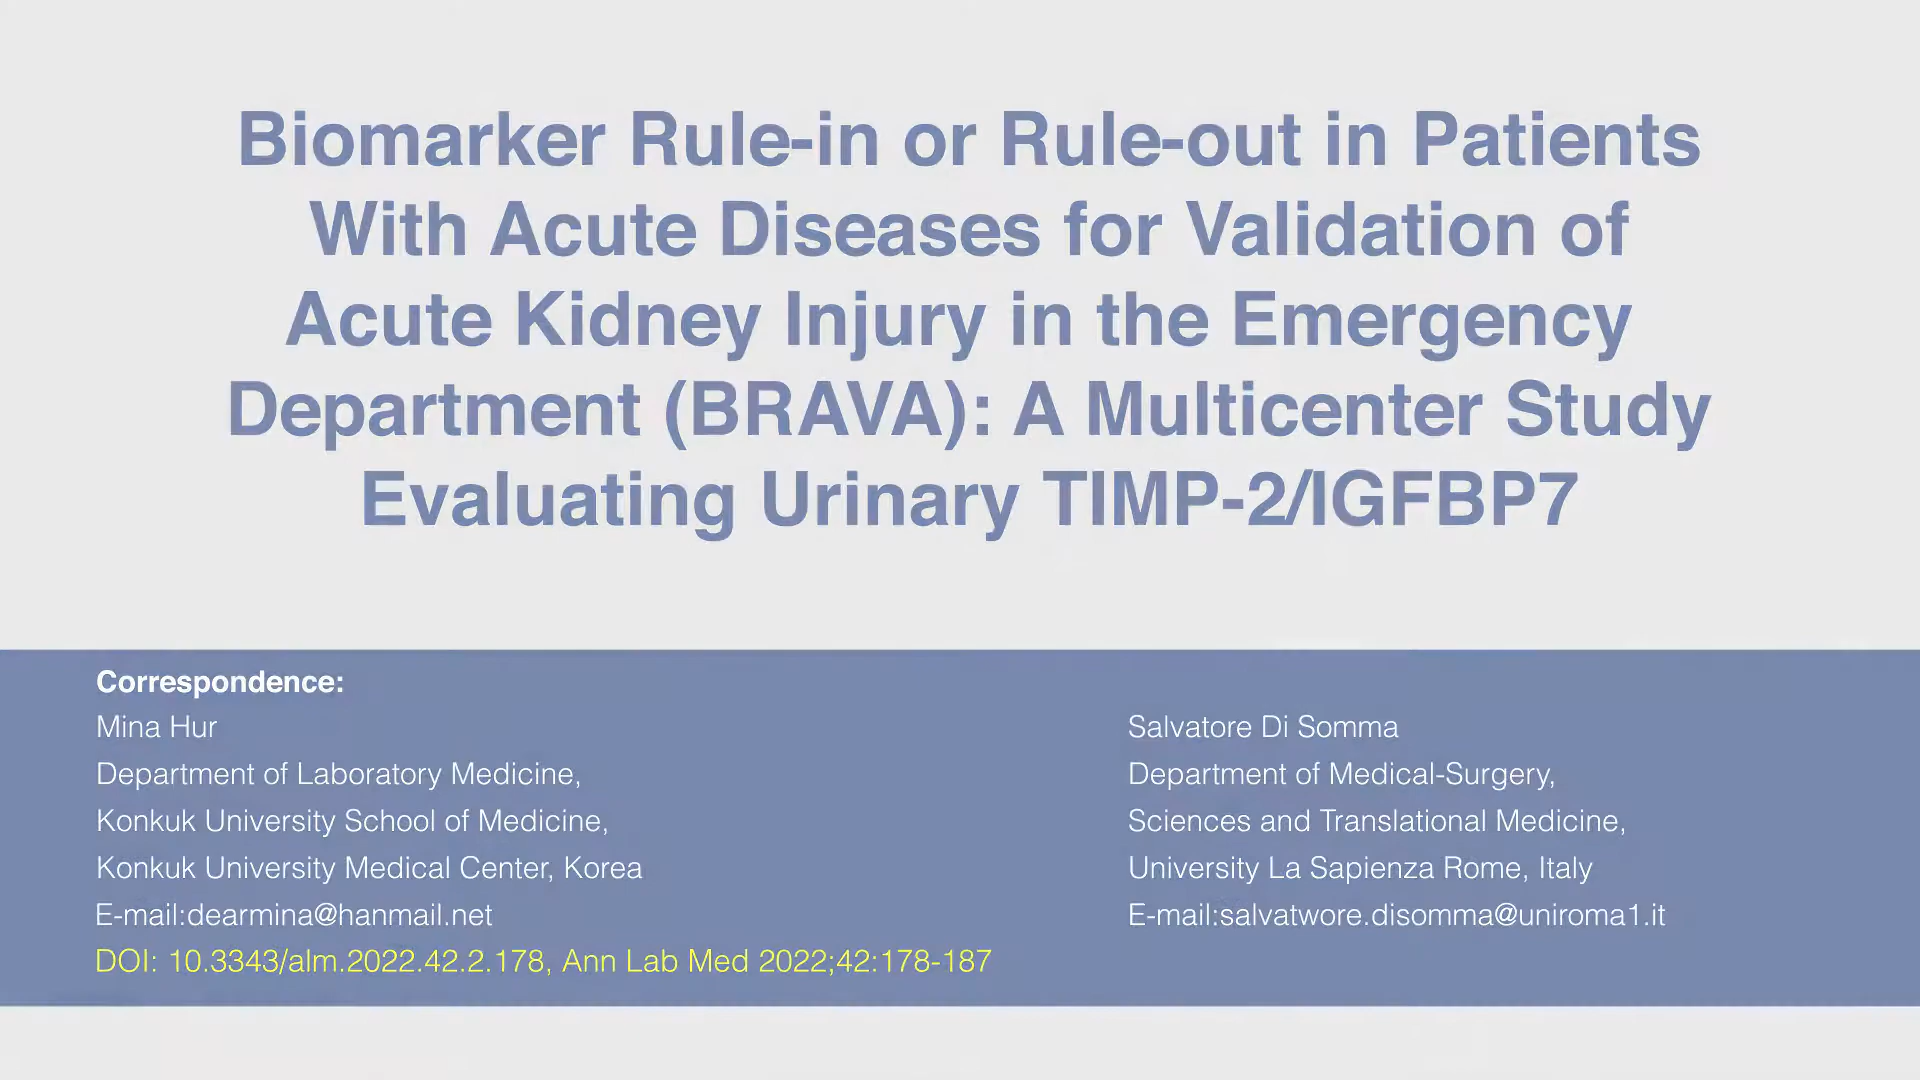 Biomarker Rule-in or Rule-out in Patients
With Acute Diseases for Validation of
Acute Kidney Injury in the Emergency
Department (BRAVA): A Multicenter Study
Evaluating Urinary TIMP-2/IGFBP7
Correspondence:
Mina Hur
Department of Laboratory Medicine,
Konkuk University School of Medicine,
Konkuk University Medical Center, Korea
E-mail:dearmina@hanmail.net
DOI: 10.3343/alm.2022.42.2.178, Ann Lab Med 2022;42:178-187
Salvatore Di Somma
Department of Medical-Surgery,
Sciences and Translational Medicine,
University La Sapienza Rome, Italy
E-mail:salvatwore.disomma@uniroma1.it